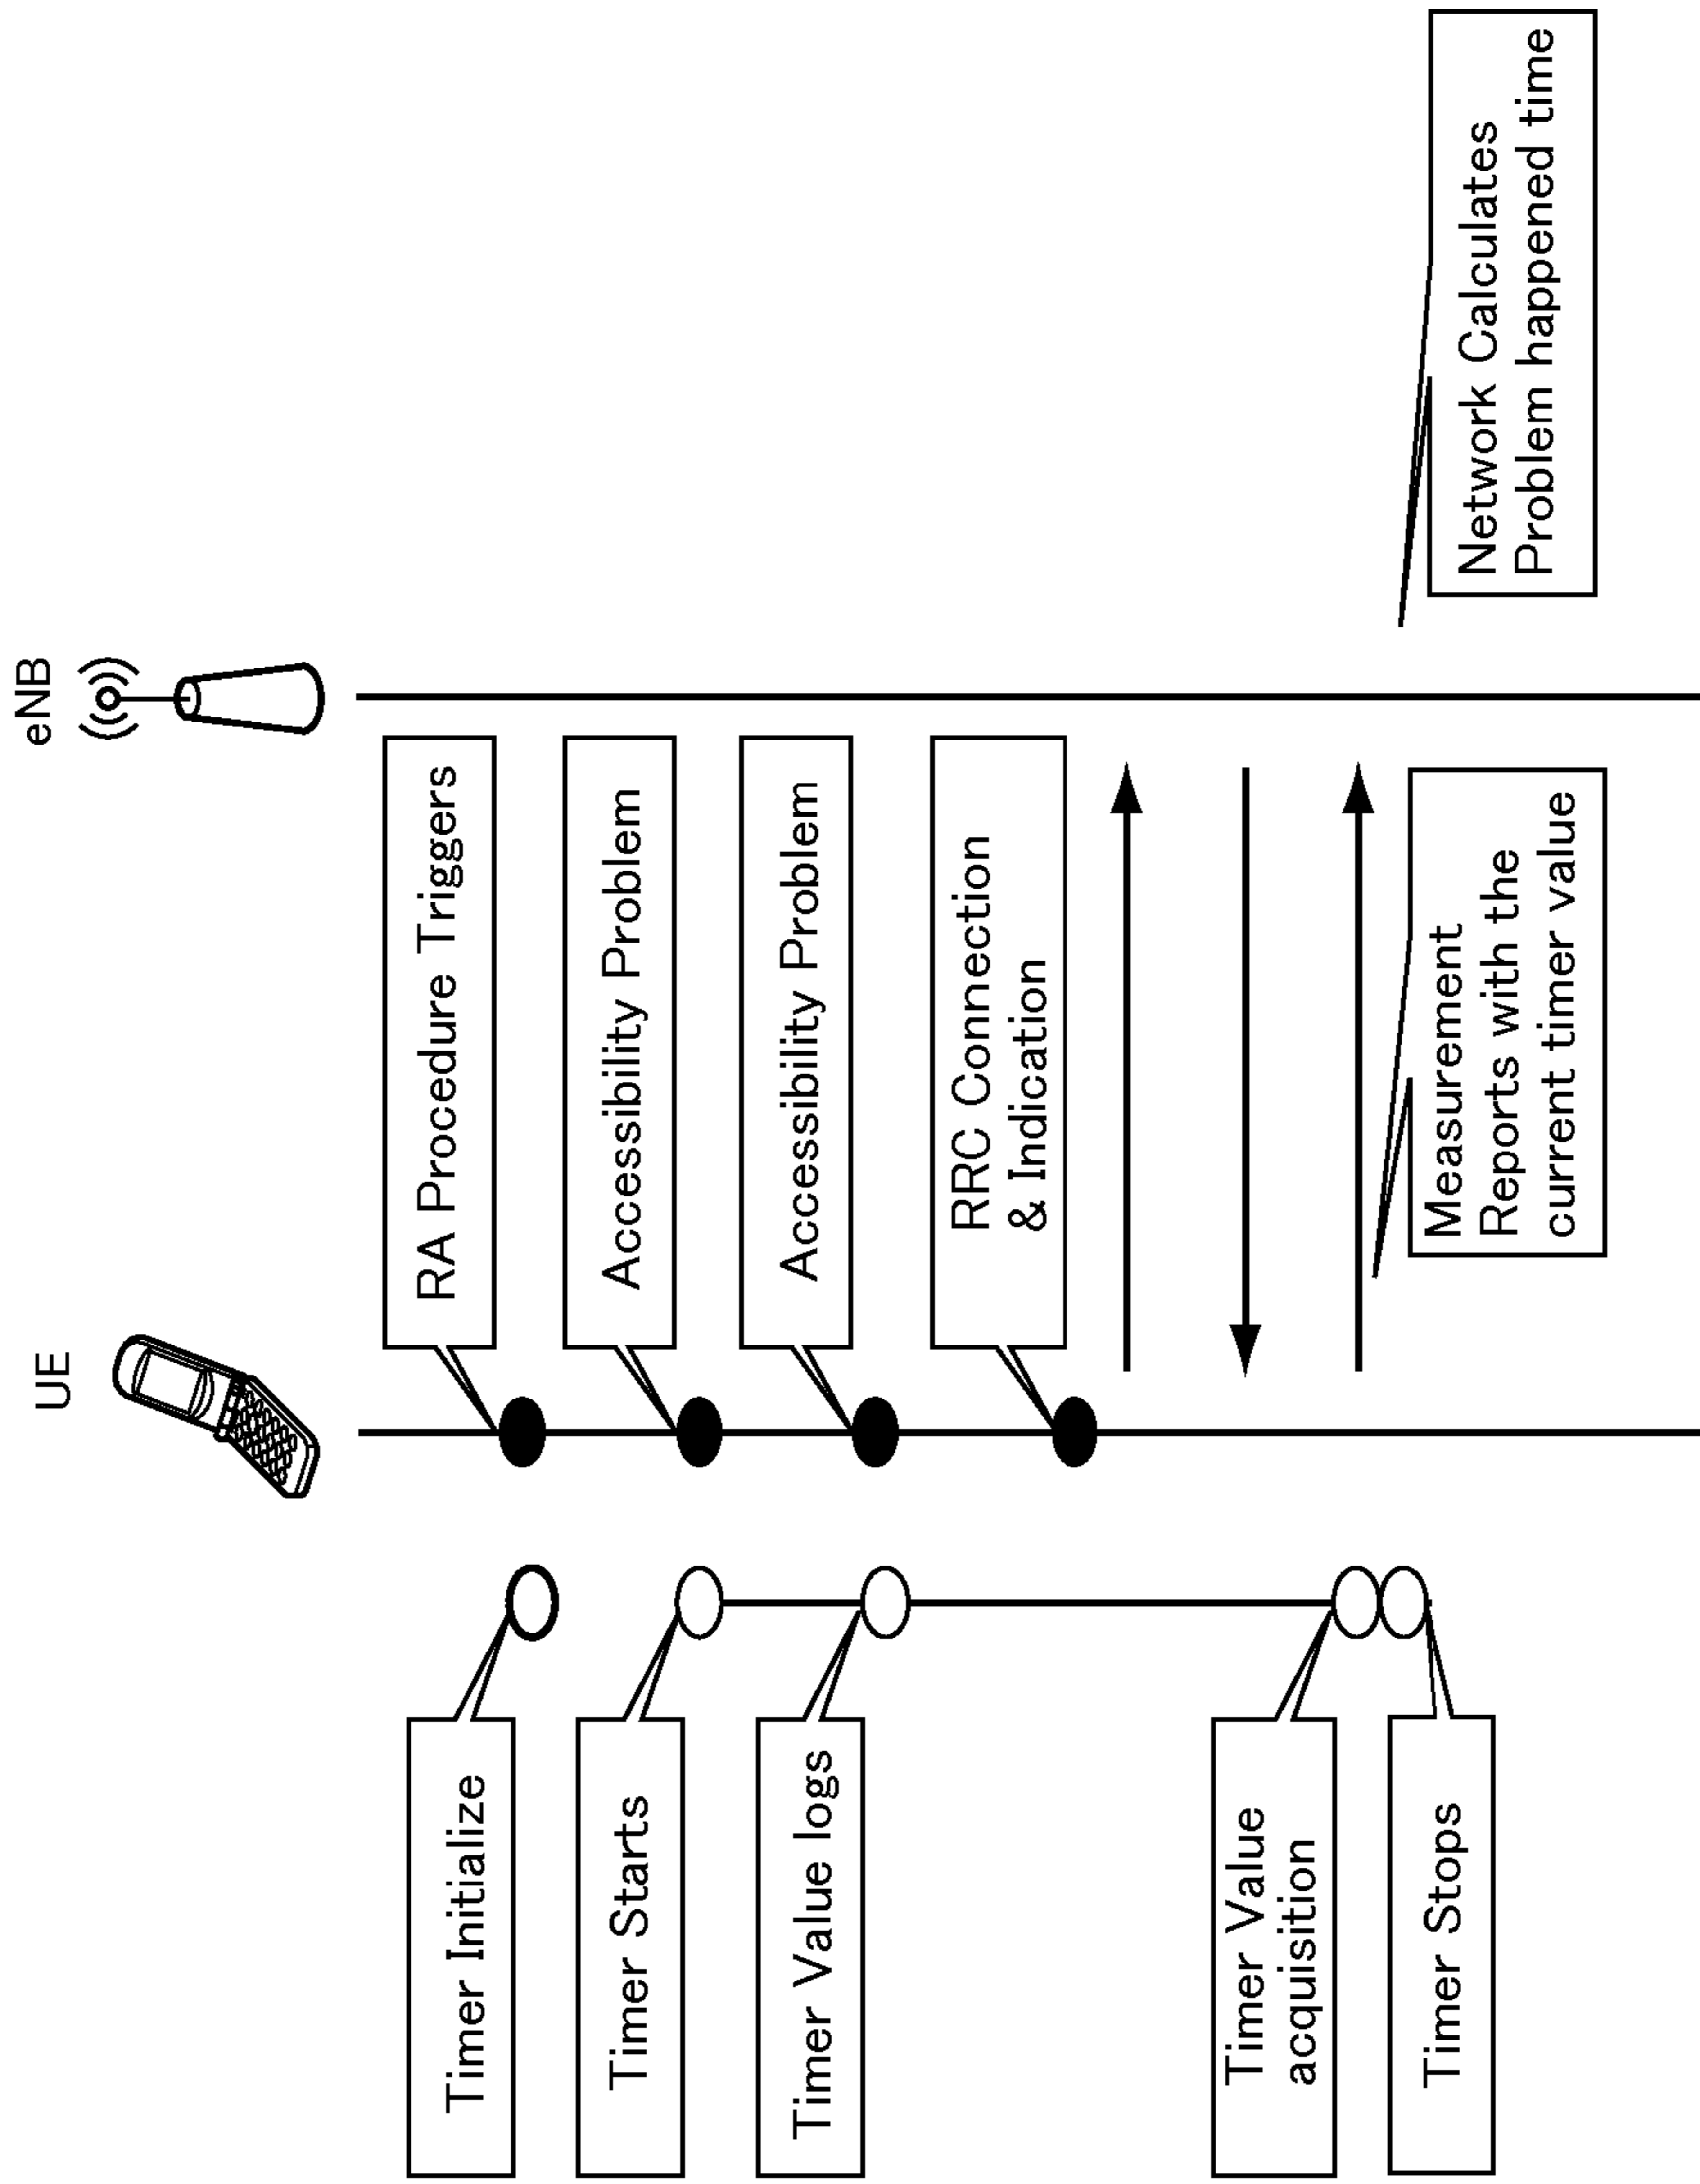 UE
eNB
Timer Initialize
RA Procedure Triggers
Timer Starts
Accessibility Problem
Timer Value logs
Accessibility Problem
RRC Connection
& Indication
Timer Value
acquisition
Timer Stops
Measurement
Reports with the
current timer value
Network Calculates
Problem happened time